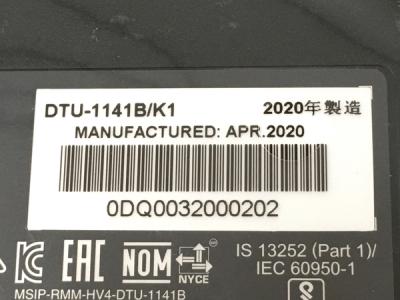 DTU-1141B/K1 2020年製造
MANUFACTURED: APR.2020
0DQ0032000202
EAC NOM NYCE IS 13252 (Part 1)/
IEC 60950-1
MSIP-RMM-HV4-DTU-1141B